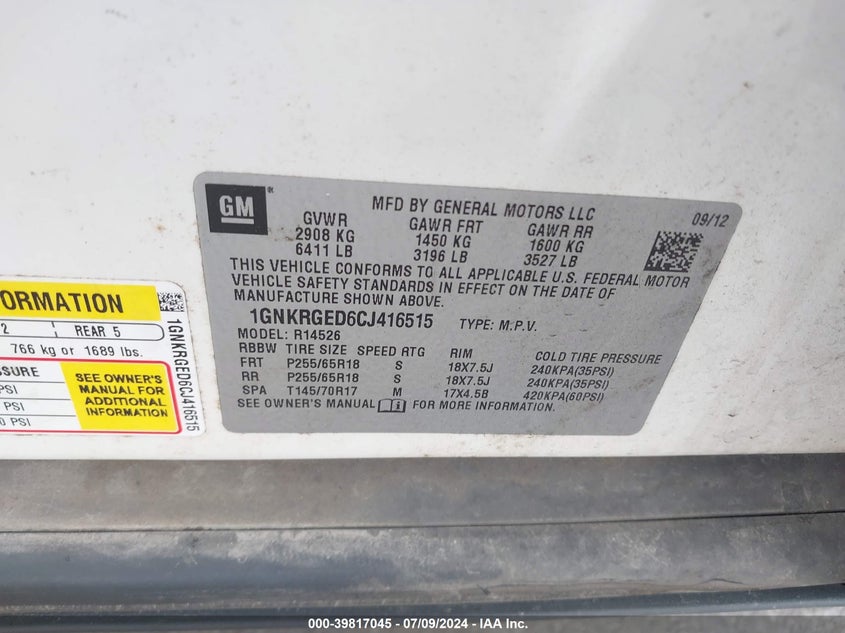 GM
MFD BY GENERAL MOTORS LLC
09/12
GVWR GAWR FRT GAWR RR
2908 KG 1450 KG 1600 KG
6411 LB 3196 LB 3527 LB
THIS VEHICLE CONFORMS TO ALL APPLICABLE U.S. FEDERAL MOTOR
VEHICLE SAFETY STANDARDS IN EFFECT ON THE DATE OF
MANUFACTURE SHOWN ABOVE.
1GNKRGED6CJ416515 TYPE: M.P.V.
MODEL: R14526
RBBW TIRE SIZE SPEED RTG RIM COLD TIRE PRESSURE
FRT P255/65R18 S 18X7.5J 240KPA(35PSI)
RR P255/65R18 S 18X7.5J 240KPA(35PSI)
SPA T145/70R17 M 17X4.5B 420KPA(60PSI)
SEE OWNER'S MANUAL i FOR MORE INFORMATION.
FORMATION
2 REAR 5
766 kg or 1689 lbs.
SSURE
PSI
PSI
0 PSI
SEE OWNER'S
MANUAL FOR
ADDITIONAL
INFORMATION
1GNKRGED6CJ416515
000-39817045 / 07/09/2024 - IAA Inc.